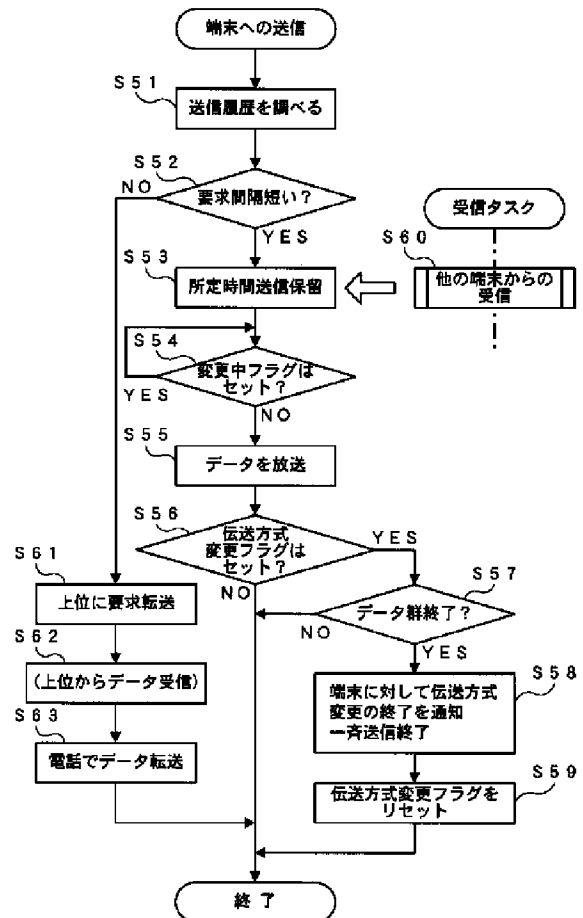 端末への送信
S51
送信履歴を調べる
S52
要求間隔短い?
NO
YES
受信タスク
S60
他の端末からの
受信
S53
所定時間送信保留
S54
変更中フラグは
セット?
YES
NO
S55
データを放送
S56
伝送方式
変更フラグは
セット?
YES
NO
S57
データ群終了?
NO
YES
S61
上位に要求転送
S62
(上位からデータ受信)
S63
電話でデータ転送
S58
端末に対して伝送方式
変更の終了を通知
一斉送信終了
S59
伝送方式変更フラグを
リセット
終了